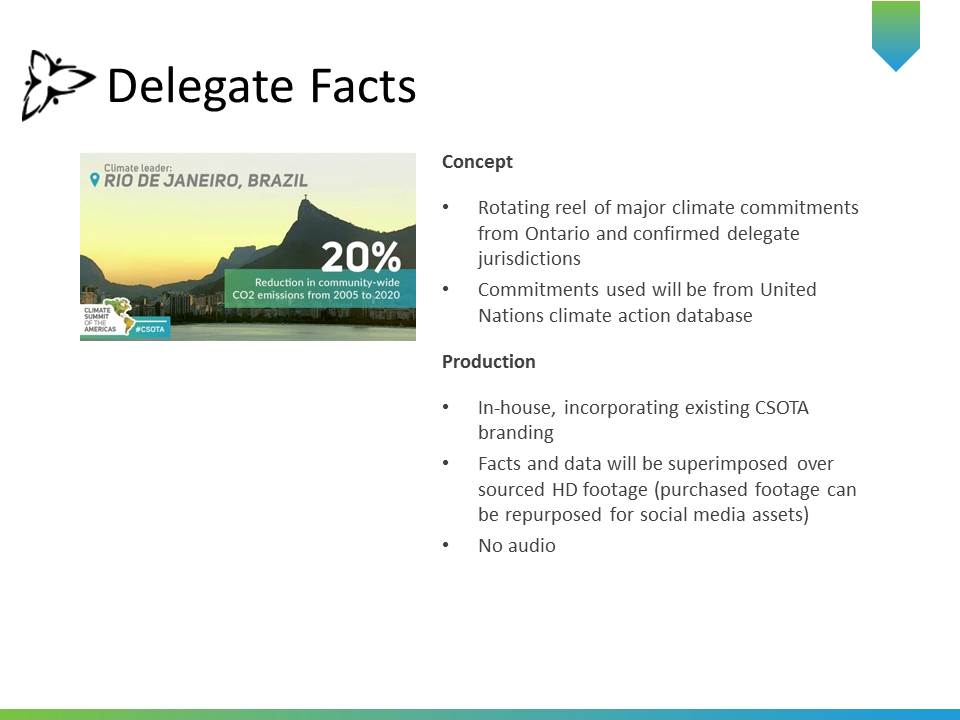 Delegate Facts
Climate leader:
RIO DE JANEIRO, BRAZIL
20%
Reduction in community-wide
CO2 emissions from 2005 to 2020
CLIMATE
SUMMIT
OF THE
AMERICAS
#CSOTA
Concept
• Rotating reel of major climate commitments
from Ontario and confirmed delegate
jurisdictions
• Commitments used will be from United
Nations climate action database
Production
• In-house, incorporating existing CSOTA
branding
• Facts and data will be superimposed over
sourced HD footage (purchased footage can
be repurposed for social media assets)
• No audio